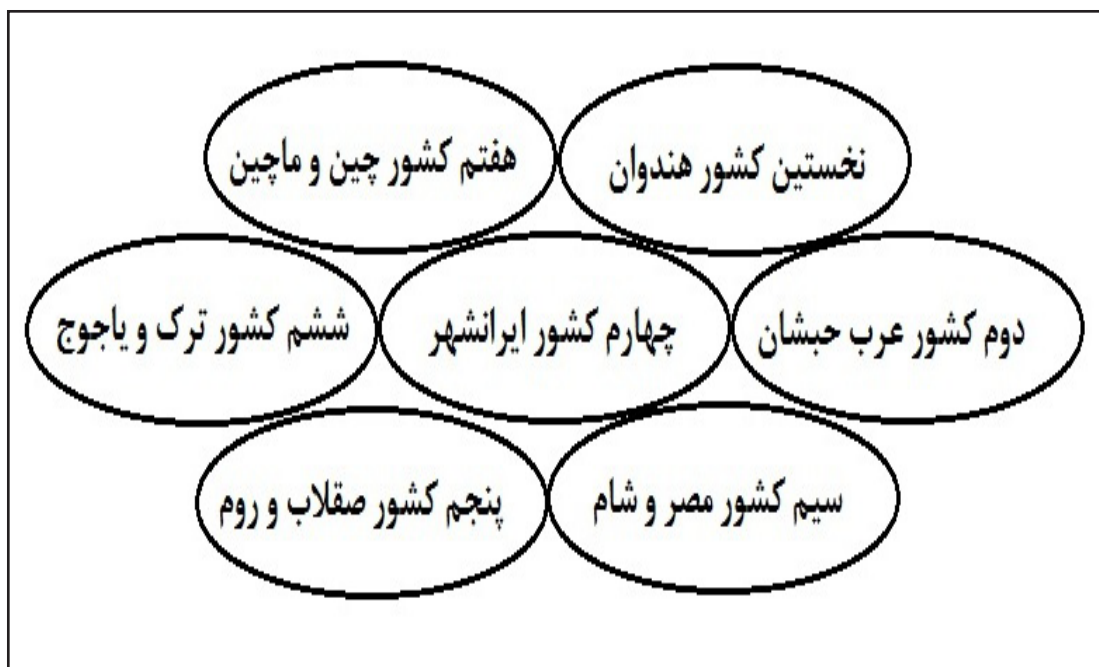 نخستین کشور هندوان
هفتم کشور چین و ماچین
دوم کشور عرب حبشان
چهارم کشور ایرانشهر
ششم کشور ترک و یاجوج
سیم کشور مصر و شام
پنجم کشور صقلاب و روم